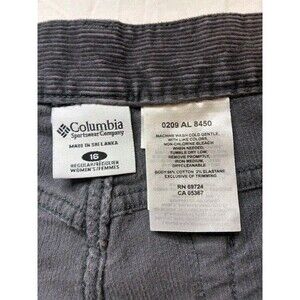 Columbia
Sportswear Company
MADE IN SRI LANKA
16
REGULAR/REGULIER
WOMEN'S/FEMMES
0209 AL 8450
MACHINE WASH COLD GENTLE,
WITH LIKE COLORS,
NON-CHLORINE BLEACH
WHEN NEEDED,
TUMBLE DRY LOW,
REMOVE PROMPTLY,
IRON MEDIUM,
DRYCLEANABLE
BODY:98% COTTON 2% ELASTANE
EXCLUSIVE OF TRIMMING
RN 69724
CA 05367